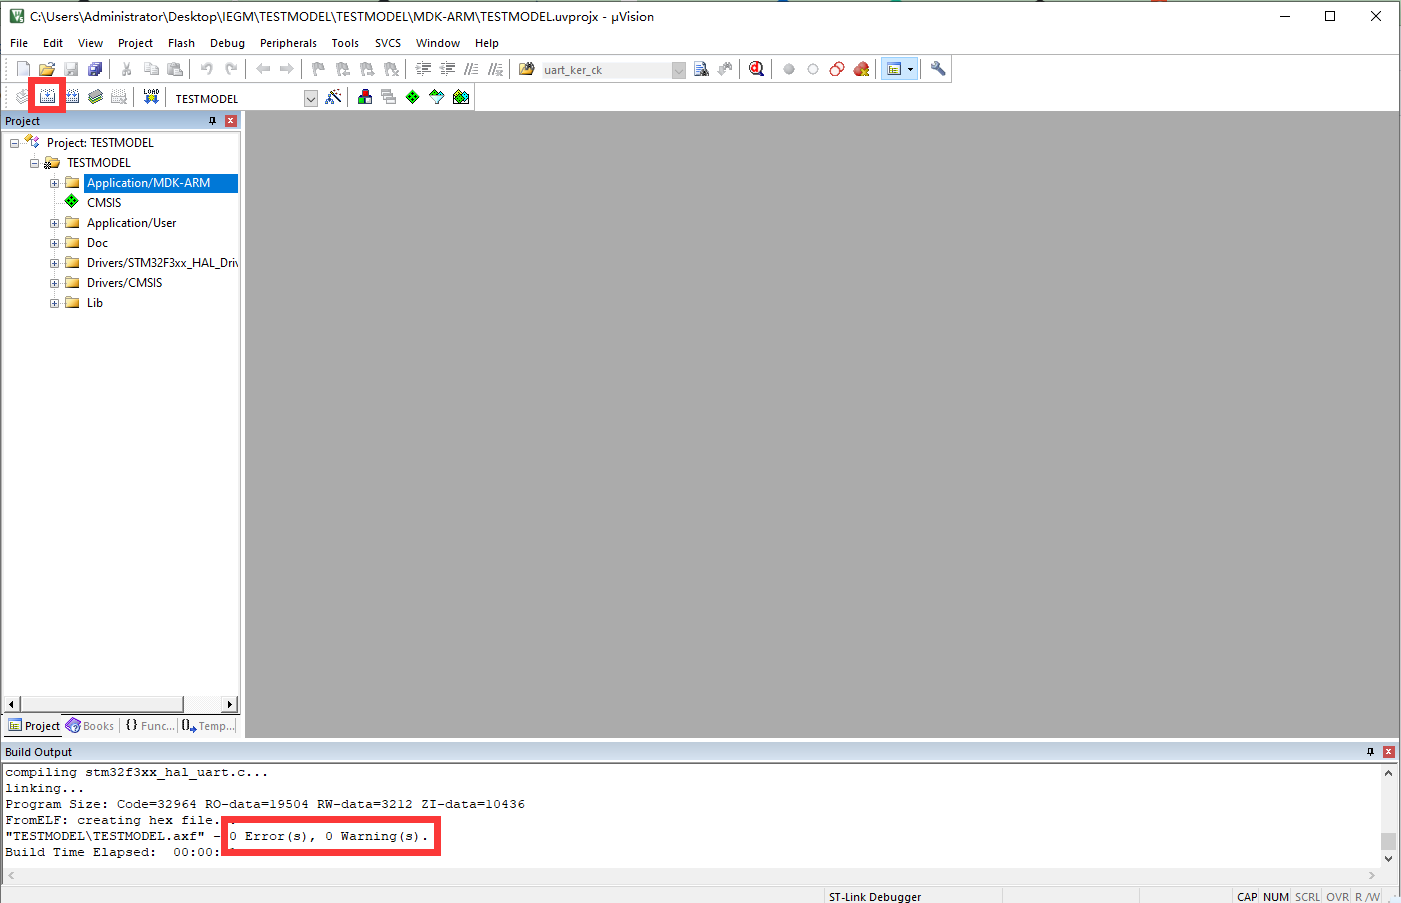 C:\Users\Administrator\Desktop\IEGM\TESTMODEL\TESTMODEL\MDK-ARM\TESTMODEL.uvprojx - µVision
File Edit View Project Flash Debug Peripherals Tools SVCS Window Help
uart_ker_ck
LOAD TESTMODEL
Project
Project: TESTMODEL
TESTMODEL
Application/MDK-ARM
CMSIS
Application/User
Doc
Drivers/STM32F3xx_HAL_Driv
Drivers/CMSIS
Lib
Project Books {} Func... Temp...
Build Output
compiling stm32f3xx_hal_uart.c...
linking...
Program Size: Code=32964 RO-data=19504 RW-data=3212 ZI-data=10436
FromELF: creating hex file.
"TESTMODEL\TESTMODEL.axf" - 0 Error(s), 0 Warning(s).
Build Time Elapsed: 00:00:
ST-Link Debugger CAP NUM SCRL OVR R/W